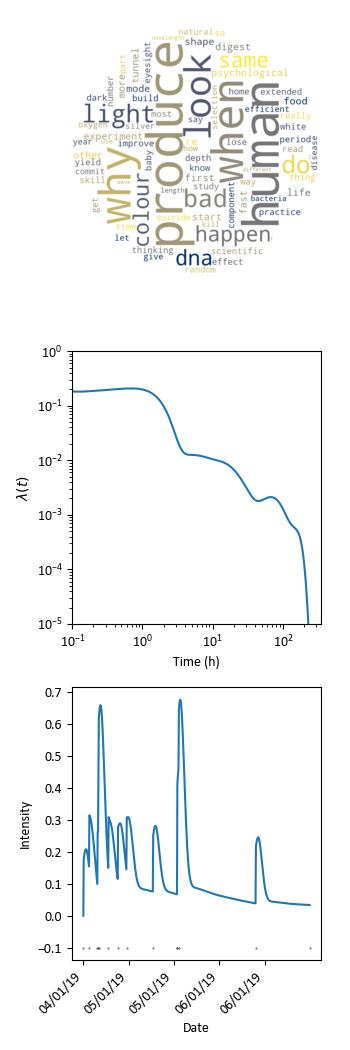 natural so
wavelength shape digest
eyesight
tunnel
part
more
number
mode
dark build
light most
produce
look
same
psychological
when
human
home extended
food
efficient
really
oxygen silver
say
selection
white
experiment
year use improve
re
how
lose
periode
read
why
other
yield
commit
skill
baby
depth
know
different
do
disease
thing
first
way
wave
length
study
colour
bad
component
fast
bacteria
life
practice
get
time
suicide start
kill
let
happen
thinking
give
dna
scientific
effect
random
10⁰
10⁻¹
10⁻²
10⁻³
10⁻⁴
10⁻⁵
λ(t)
10⁻¹ 10⁰ 10¹ 10²
Time (h)
0.7
0.6
0.5
0.4
0.3
0.2
0.1
0.0
−0.1
Intensity
04/01/19 05/01/19 05/01/19 06/01/19 06/01/19
Date